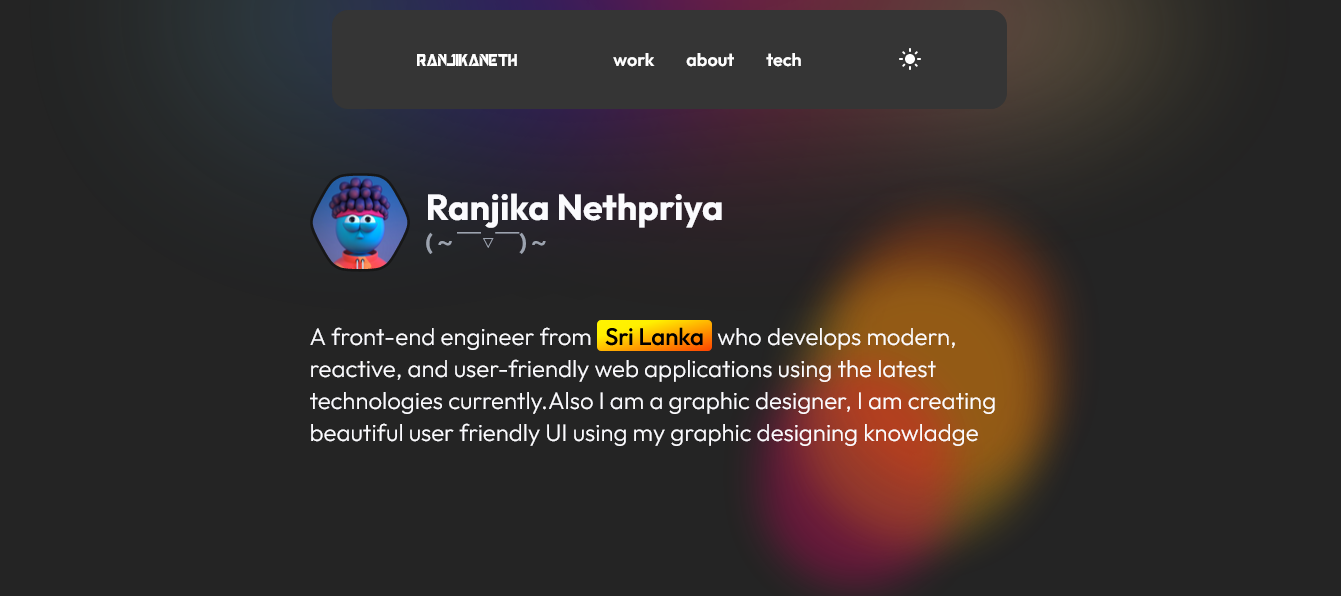 RANJIKANETH
work about tech
Ranjika Nethpriya
(～￣▽￣)～
A front-end engineer from Sri Lanka who develops modern,
reactive, and user-friendly web applications using the latest
technologies currently.Also I am a graphic designer, I am creating
beautiful user friendly UI using my graphic designing knowladge